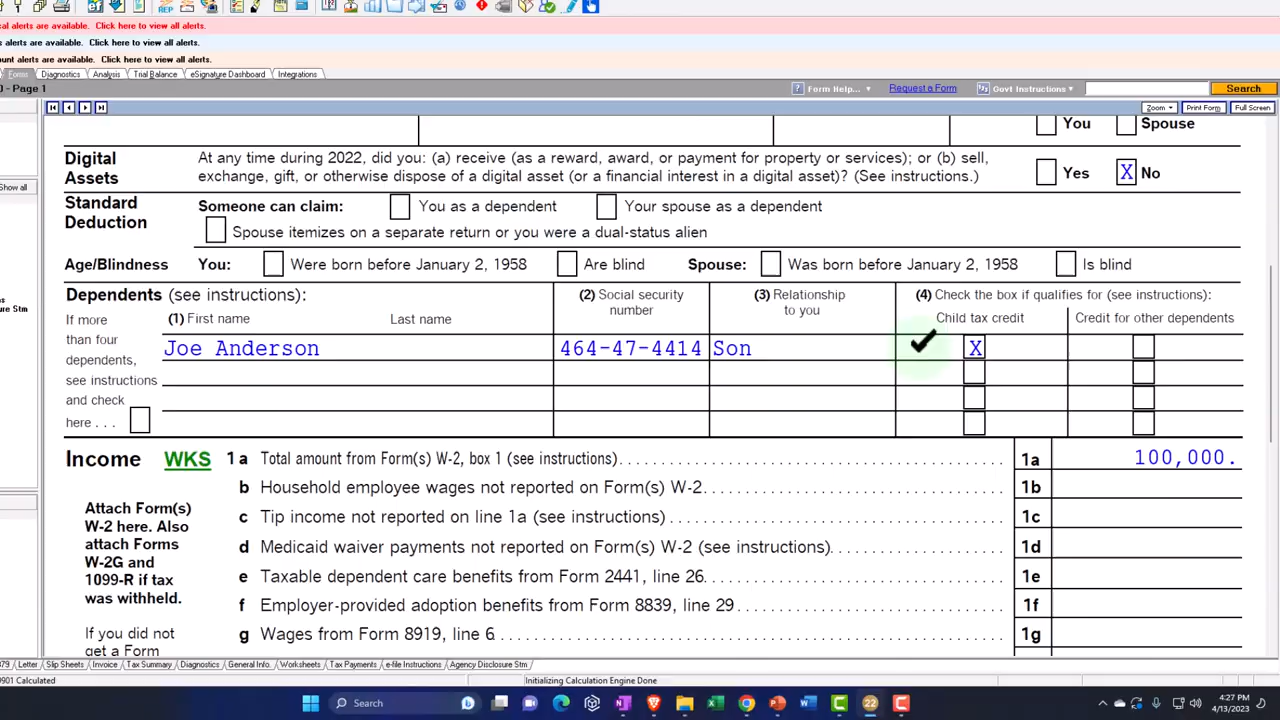 al alerts are available. Click here to view all alerts.
s alerts are available. Click here to view all alerts.
unt alerts are available. Click here to view all alerts.
Forms Diagnostics Analysis Trial Balance eSignature Dashboard Integrations
0 - Page 1
Form Help... Request a Form Govt Instructions Search
Zoom Print Form Full Screen
You Spouse
Digital Assets
At any time during 2022, did you: (a) receive (as a reward, award, or payment for property or services); or (b) sell,
exchange, gift, or otherwise dispose of a digital asset (or a financial interest in a digital asset)? (See instructions.)
Yes X No
Show all
Standard Deduction
Someone can claim: You as a dependent Your spouse as a dependent
Spouse itemizes on a separate return or you were a dual-status alien
Age/Blindness You: Were born before January 2, 1958 Are blind Spouse: Was born before January 2, 1958 Is blind
Dependents (see instructions):
(2) Social security number
(3) Relationship to you
(4) Check the box if qualifies for (see instructions):
If more than four dependents, see instructions and check here . . .
(1) First name Last name
Child tax credit Credit for other dependents
Joe Anderson 464-47-4414 Son X
Stm
Income WKS 1 a Total amount from Form(s) W-2, box 1 (see instructions) 1a 100,000.
b Household employee wages not reported on Form(s) W-2 1b
c Tip income not reported on line 1a (see instructions) 1c
d Medicaid waiver payments not reported on Form(s) W-2 (see instructions) 1d
e Taxable dependent care benefits from Form 2441, line 26 1e
f Employer-provided adoption benefits from Form 8839, line 29 1f
g Wages from Form 8919, line 6 1g
Attach Form(s)
W-2 here. Also
attach Forms
W-2G and
1099-R if tax
was withheld.
If you did not
get a Form
379 Letter Slip Sheets Invoice Tax Summary Diagnostics General Info. Worksheets Tax Payments e-file Instructions Agency Disclosure Stm
9901 Calculated Initializing Calculation Engine Done
Search
4:27 PM
4/13/2023